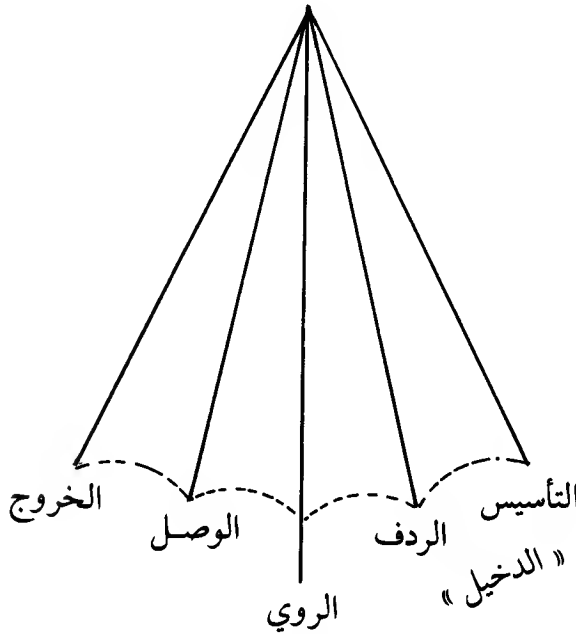 التأسيس
الخروج
الردف
الوصل
« الدخيل »
الروي